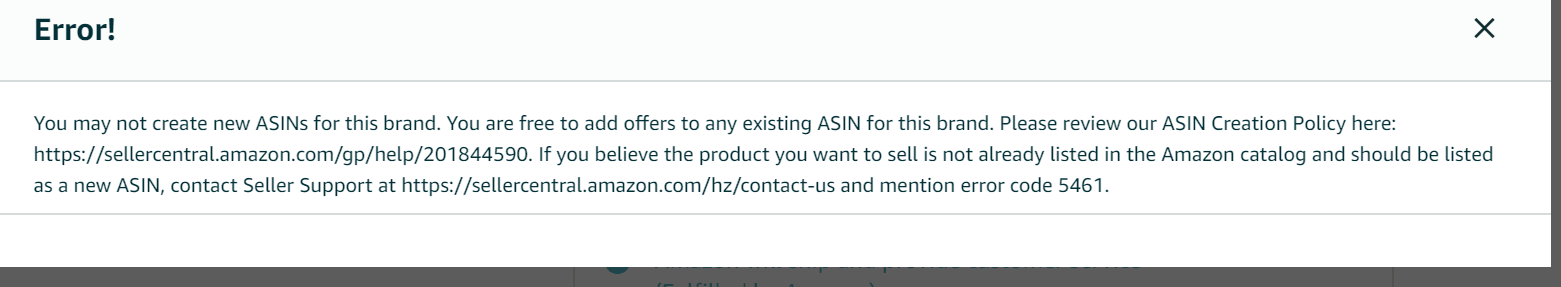 Error!
You may not create new ASINs for this brand. You are free to add offers to any existing ASIN for this brand. Please review our ASIN Creation Policy here:
https://sellercentral.amazon.com/gp/help/201844590. If you believe the product you want to sell is not already listed in the Amazon catalog and should be listed
as a new ASIN, contact Seller Support at https://sellercentral.amazon.com/hz/contact-us and mention error code 5461.